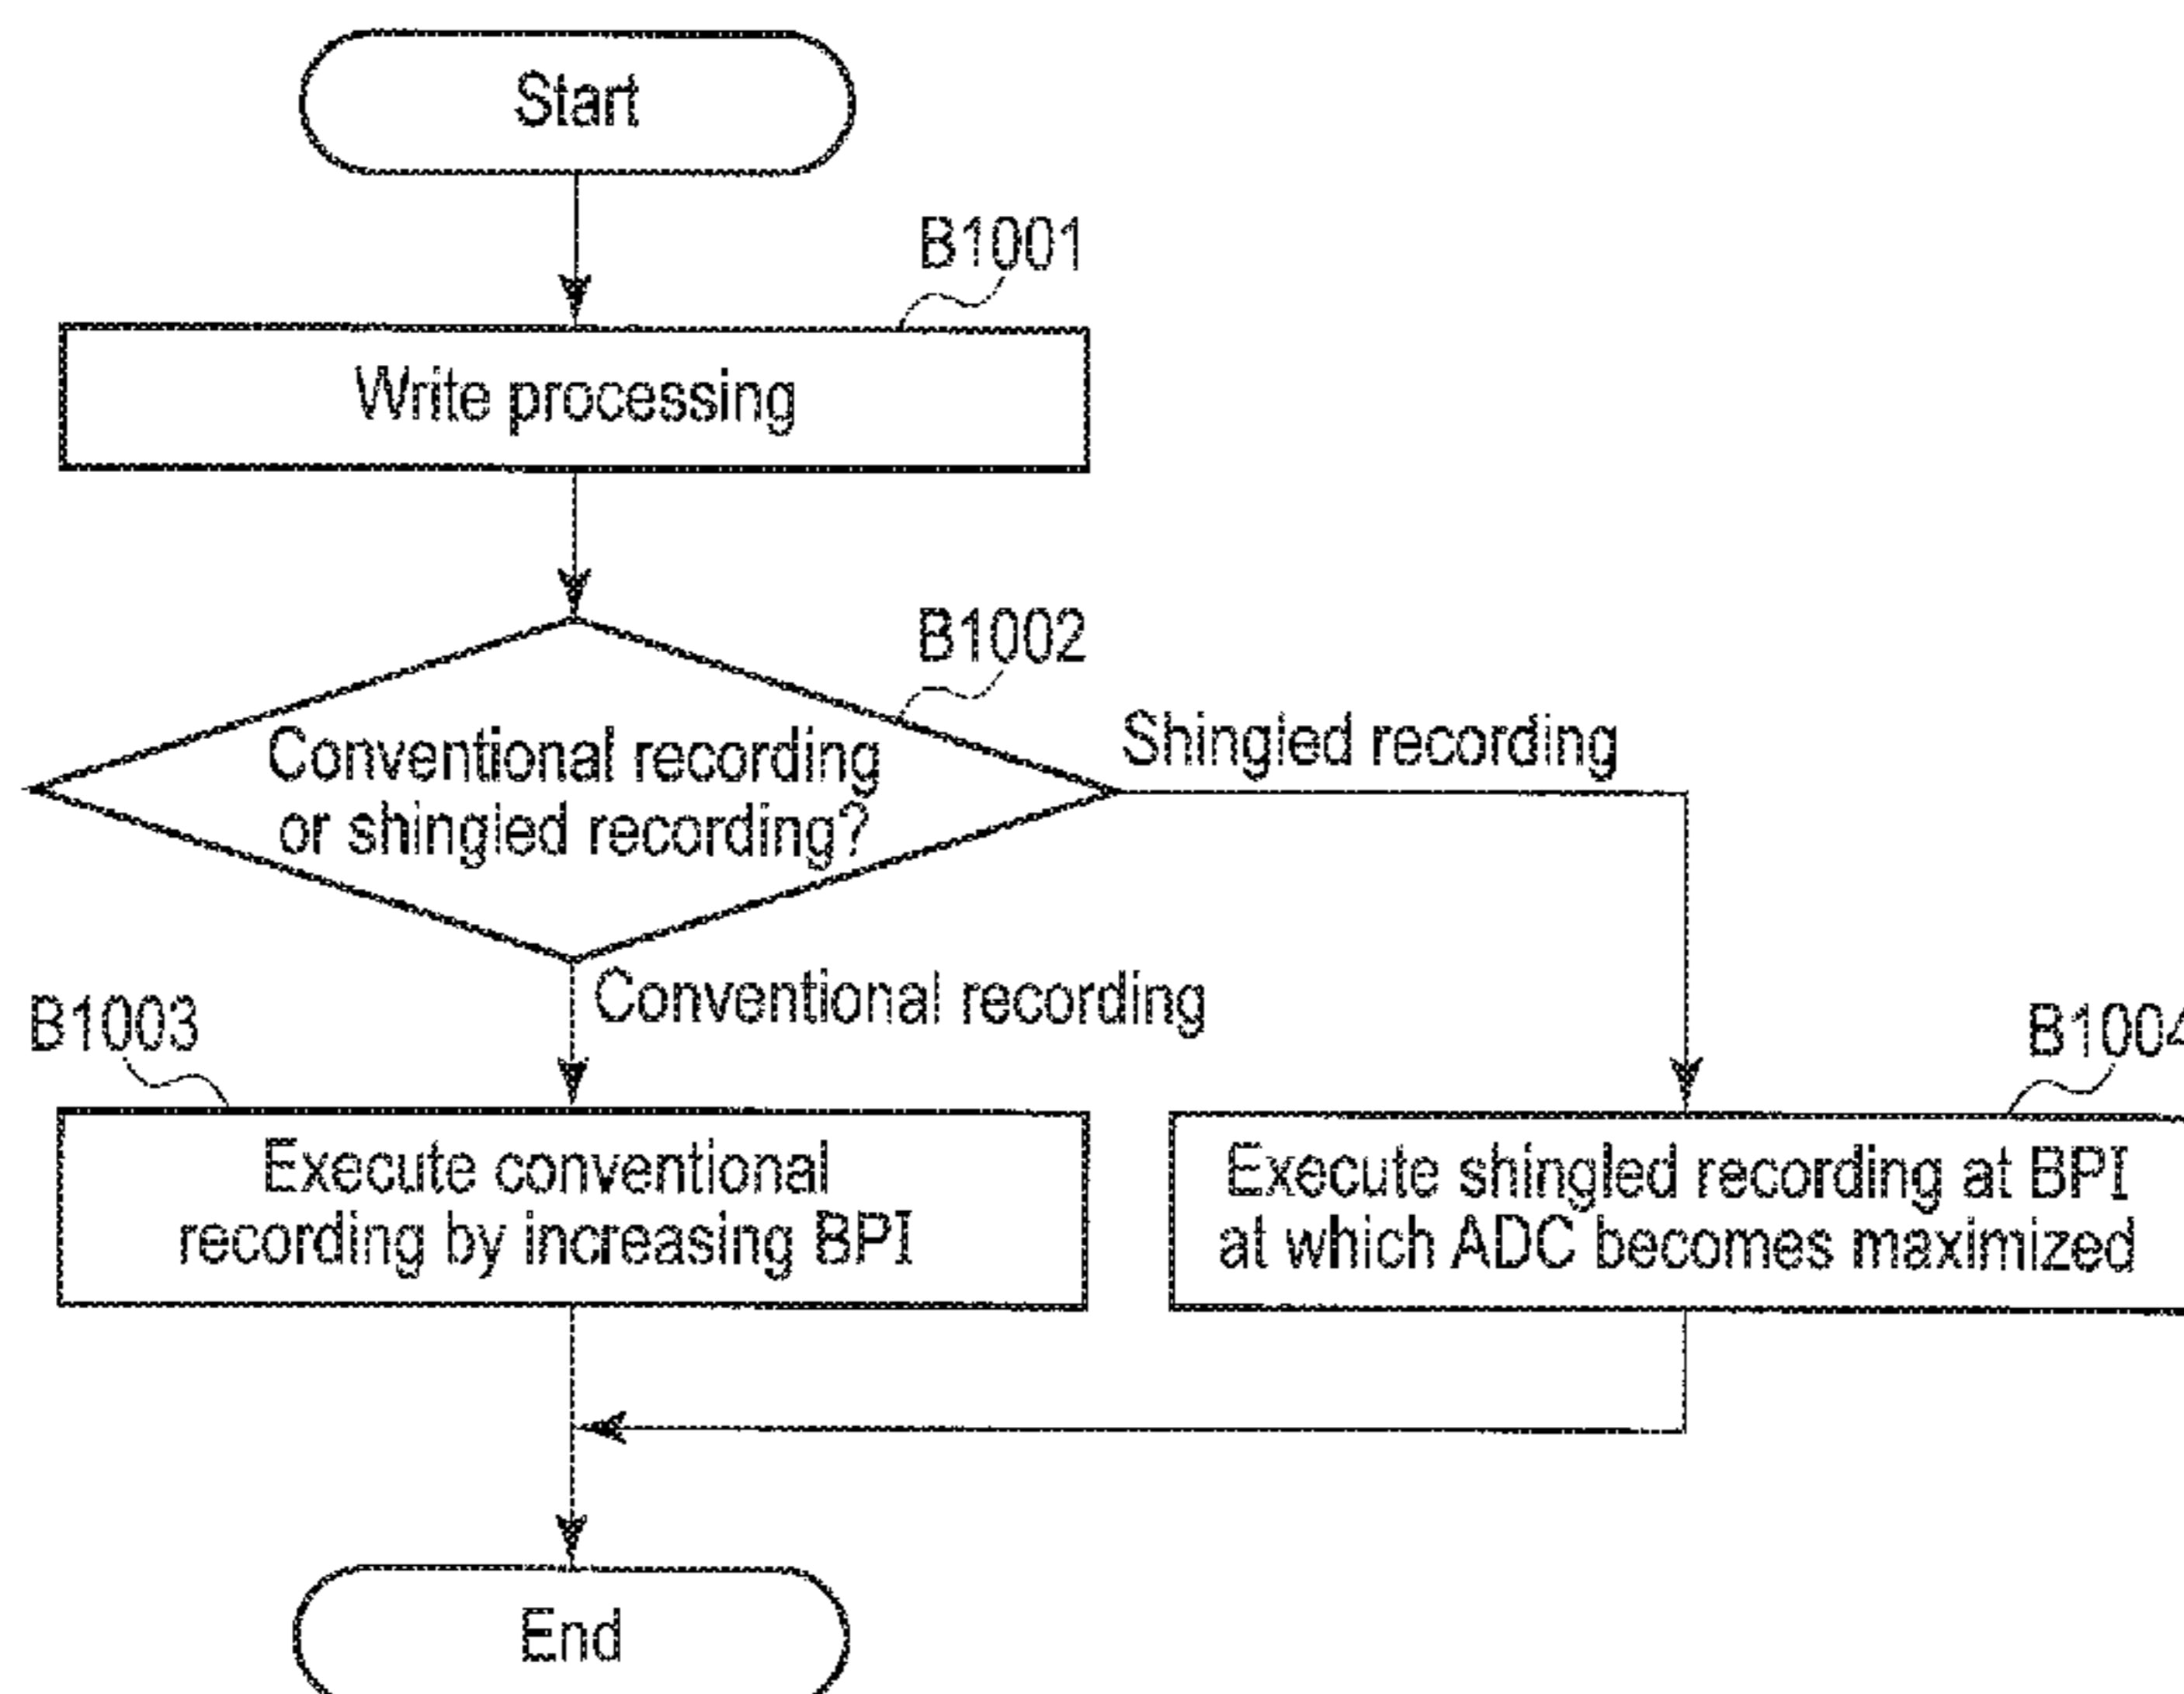 Start
B1001
Write processing
B1002
Conventional recording
or shingled recording?
Shingled recording
Conventional recording
B1003
Execute conventional
recording by increasing BPI
B1004
Execute shingled recording at BPI
at which ADC becomes maximized
End